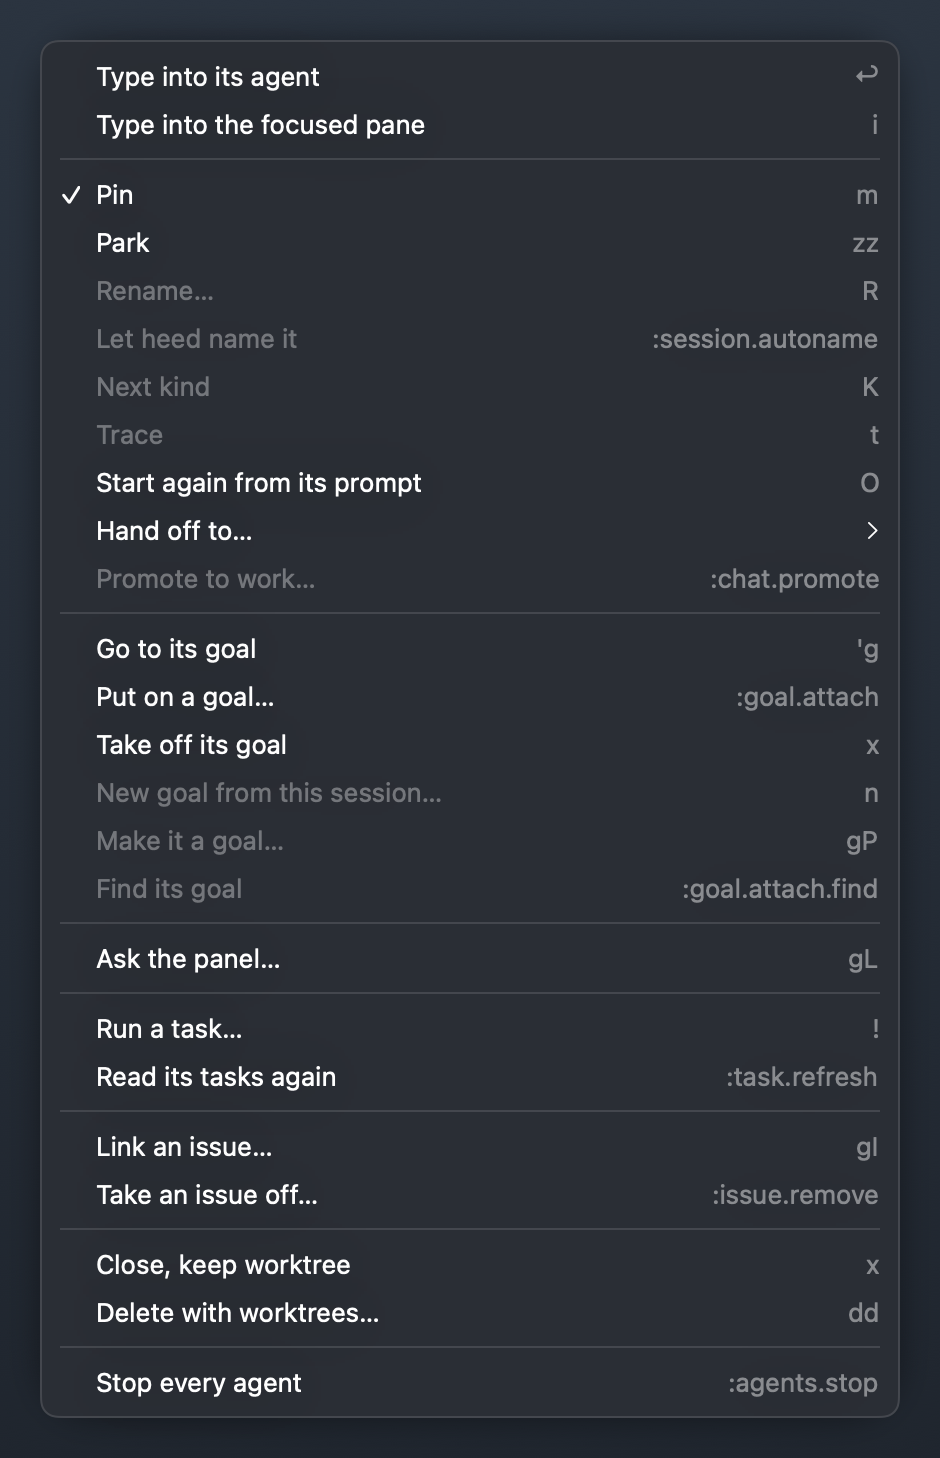 Type into its agent ↩
Type into the focused pane i
✓ Pin m
Park zz
Rename... R
Let heed name it :session.autoname
Next kind K
Trace t
Start again from its prompt O
Hand off to... >
Promote to work... :chat.promote
Go to its goal 'g
Put on a goal... :goal.attach
Take off its goal x
New goal from this session... n
Make it a goal... gP
Find its goal :goal.attach.find
Ask the panel... gL
Run a task... !
Read its tasks again :task.refresh
Link an issue... gI
Take an issue off... :issue.remove
Close, keep worktree x
Delete with worktrees... dd
Stop every agent :agents.stop